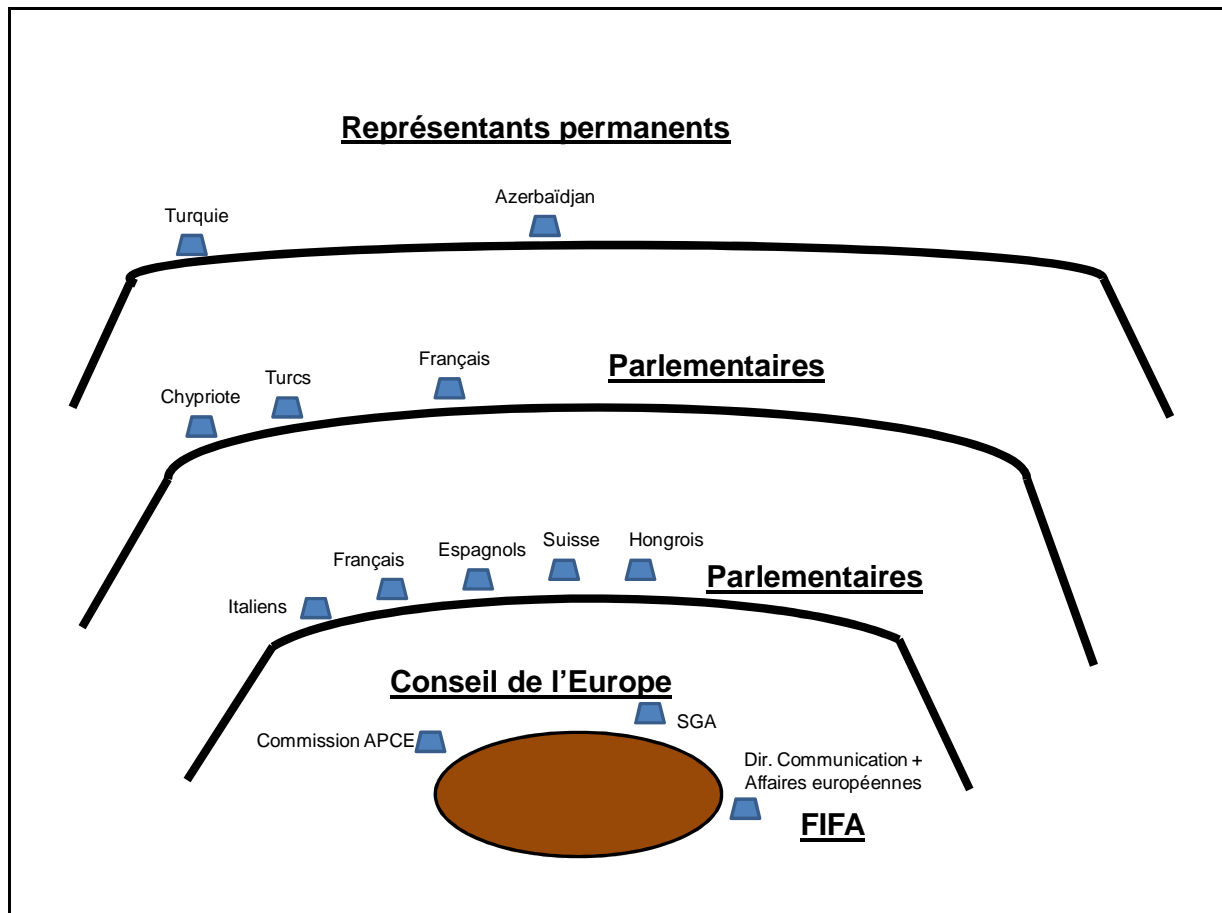 Représentants permanents
Azerbaïdjan
Turquie
Français
Parlementaires
Turcs
Chypriote
Suisse
Hongrois
Espagnols
Français
Parlementaires
Italiens
Conseil de l'Europe
SGA
Commission APCE
Dir. Communication +
Affaires européennes
FIFA